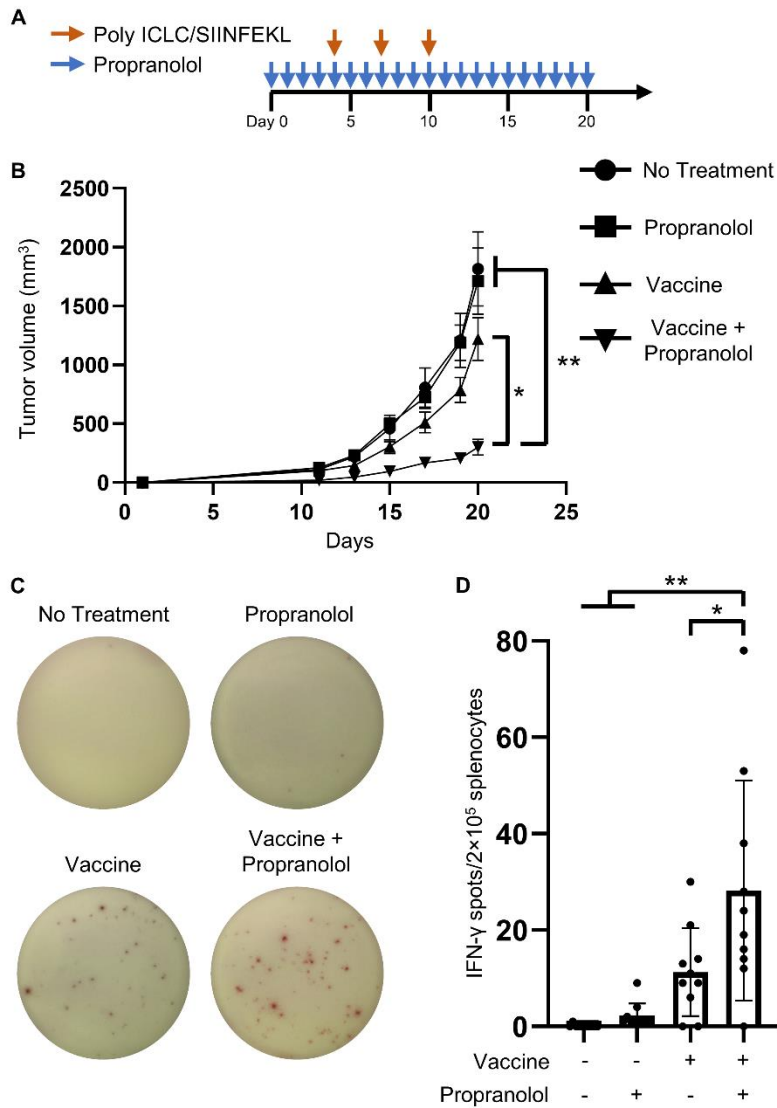 A
Poly ICLC/SIINFEKL
Propranolol
Day 0 5 10 15 20
B
2500
2000
1500
1000
500
0
0 5 10 15 20 25
Tumor volume (mm³)
Days
No Treatment
Propranolol
Vaccine
Vaccine +
Propranolol
*
**
C
No Treatment
Propranolol
Vaccine
Vaccine +
Propranolol
D
**
*
80
60
40
20
0
IFN-γ spots/2×10⁵ splenocytes
Vaccine - - + +
Propranolol - + - +